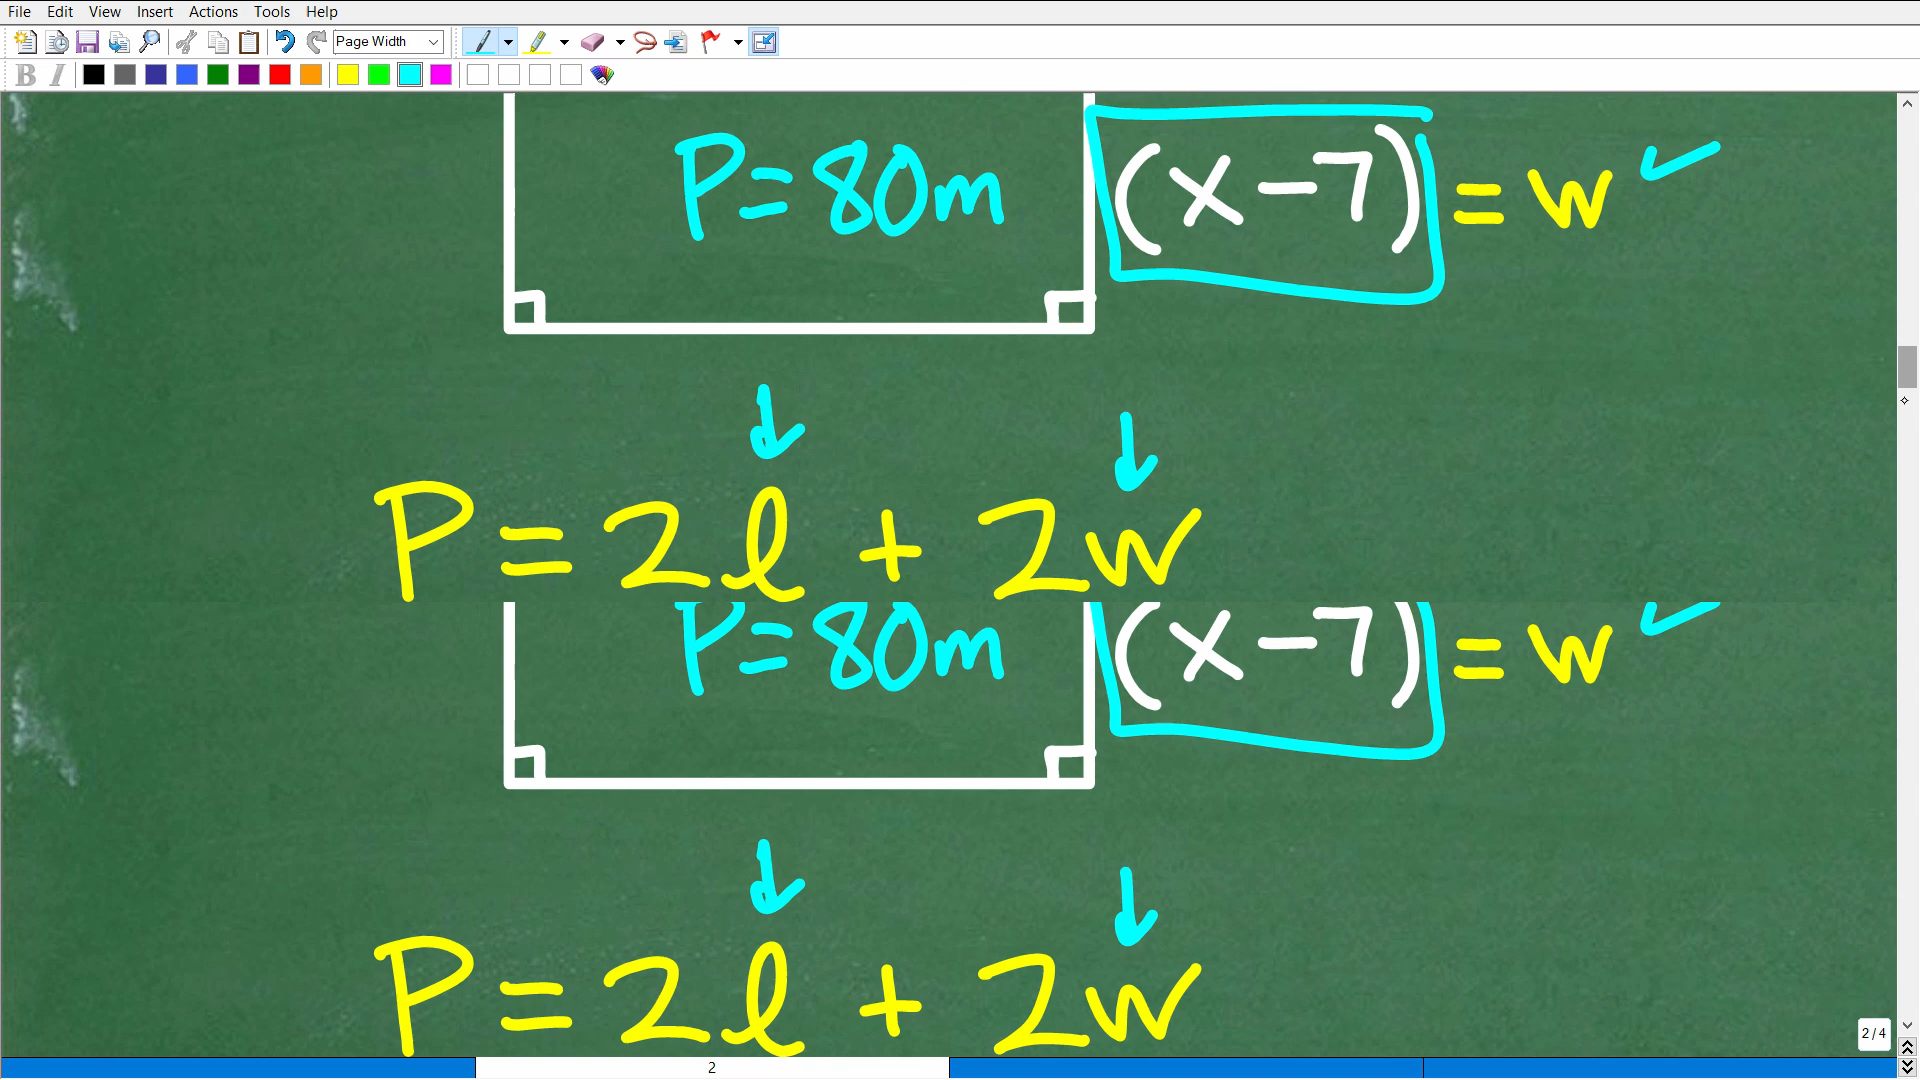 File Edit View Insert Actions Tools Help
Page Width
B I
P = 80m (x - 7) = w
P = 2l + 2w
P = 80m (x - 7) = w
P = 2l + 2w
2 / 4
2